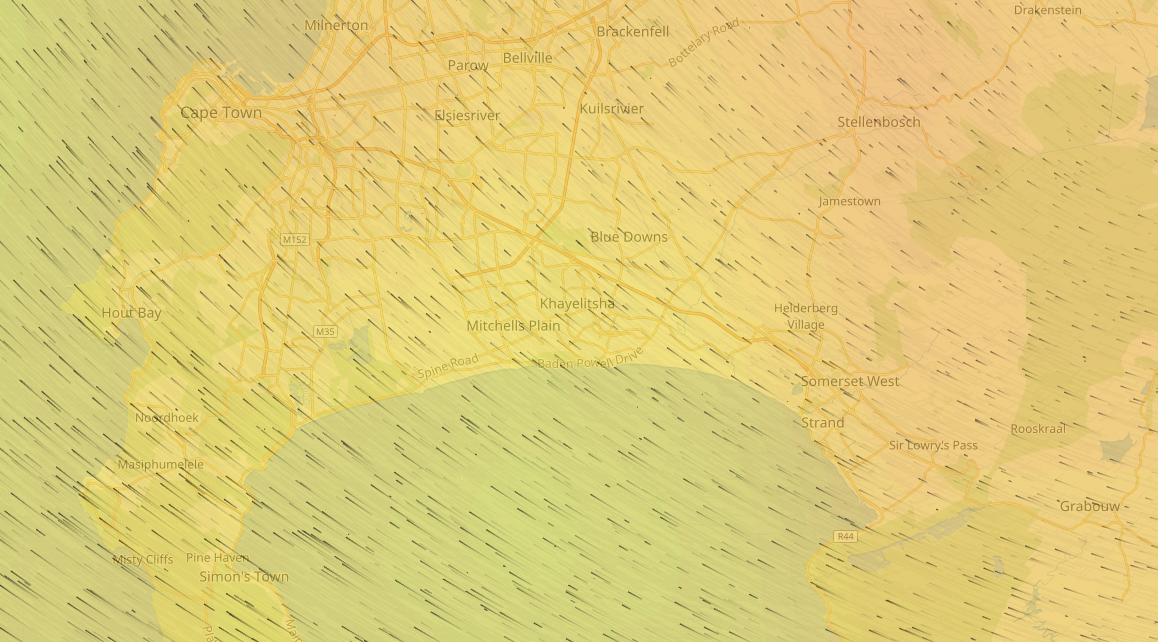 Drakenstein
Milnerton
Brackenfell
Bottelary Road
Bellville
Parow
Cape Town
Elsiesriver
Kuilsrivier
Stellenbosch
Jamestown
M152
Blue Downs
Hout Bay
Khayelitsha
Heidelberg
Village
Mitchells Plain
M35
Spine Road
Baden Powell Drive
Somerset West
Noordhoek
Strand
Rooskraal
Sir Lowry's Pass
Masiphumelele
Grabouw
R44
Misty Cliffs
Pine Haven
Simon's Town